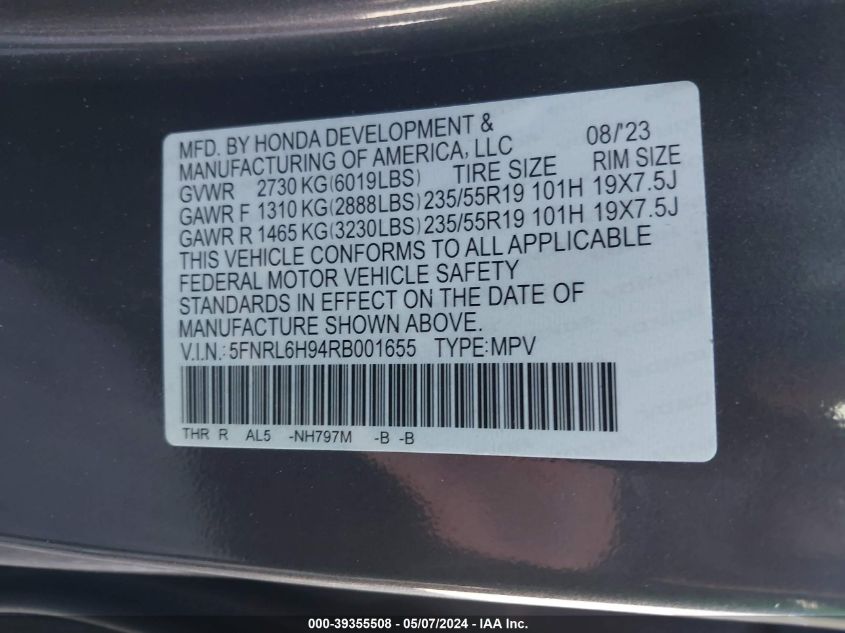 MFD. BY HONDA DEVELOPMENT &
MANUFACTURING OF AMERICA, LLC 08/'23
GVWR 2730 KG(6019LBS) TIRE SIZE RIM SIZE
GAWR F 1310 KG(2888LBS) 235/55R19 101H 19X7.5J
GAWR R 1465 KG(3230LBS) 235/55R19 101H 19X7.5J
THIS VEHICLE CONFORMS TO ALL APPLICABLE
FEDERAL MOTOR VEHICLE SAFETY
STANDARDS IN EFFECT ON THE DATE OF
MANUFACTURE SHOWN ABOVE.
V.I.N.: 5FNRL6H94RB001655 TYPE:MPV
THR R AL5 -NH797M -B -B
000-39355508 - 05/07/2024 - IAA Inc.